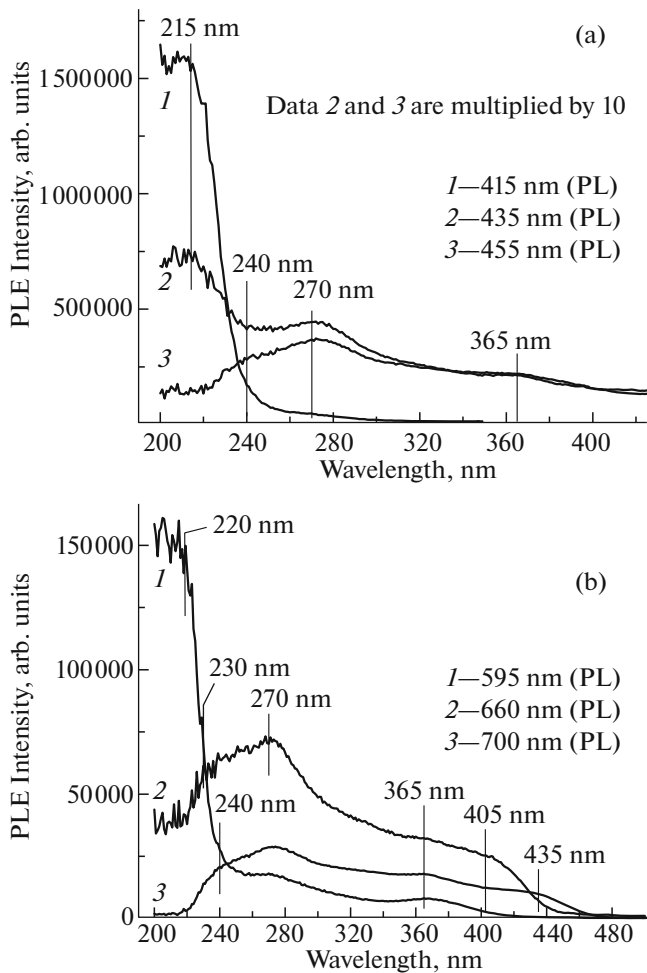 215 nm
(a)
1500000
1
3
Data 2 and 3 are multiplied by 10
1—415 nm (PL)
1000000
2—435 nm (PL)
3—455 nm (PL)
240 nm
270 nm
2
500000
365 nm
3
PLE Intensity, arb. units
200 240 280 320 360 400
Wavelength, nm
220 nm
150000
1
(b)
230 nm
1—595 nm (PL)
100000
270 nm
2—660 nm (PL)
3—700 nm (PL)
365 nm
405 nm
50000
2
240 nm
435 nm
3
0
PLE Intensity, arb. units
200 240 280 320 360 400 440 480
Wavelength, nm